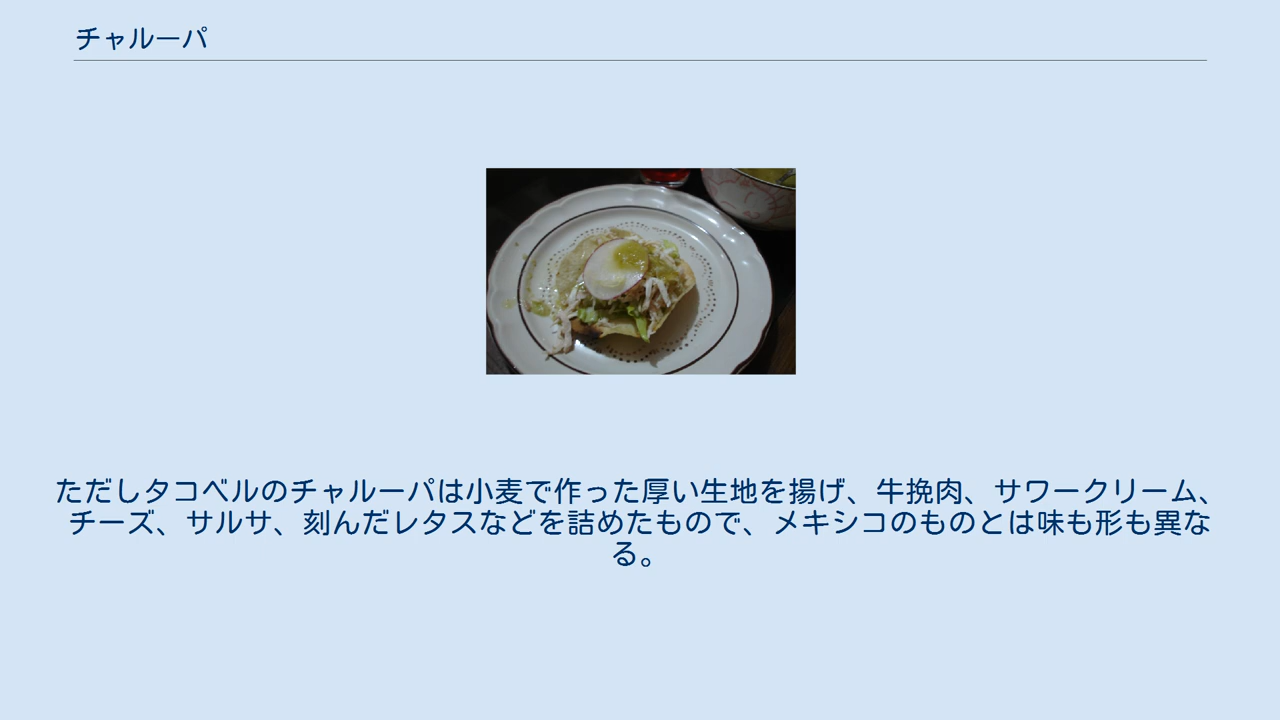 チャルーパ
ただしタコベルのチャルーパは小麦で作った厚い生地を揚げ、牛挽肉、サワークリーム、
チーズ、サルサ、刻んだレタスなどを詰めたもので、メキシコのものとは味も形も異な
る。